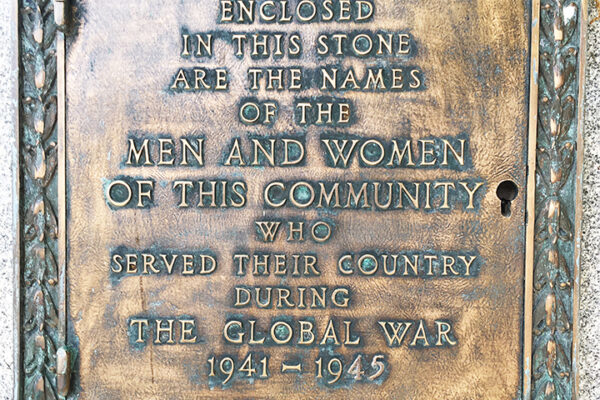 ENCLOSED
IN THIS STONE
ARE THE NAMES
OF THE
MEN AND WOMEN
OF THIS COMMUNITY
WHO
SERVED THEIR COUNTRY
DURING
THE GLOBAL WAR
1941 – 1945